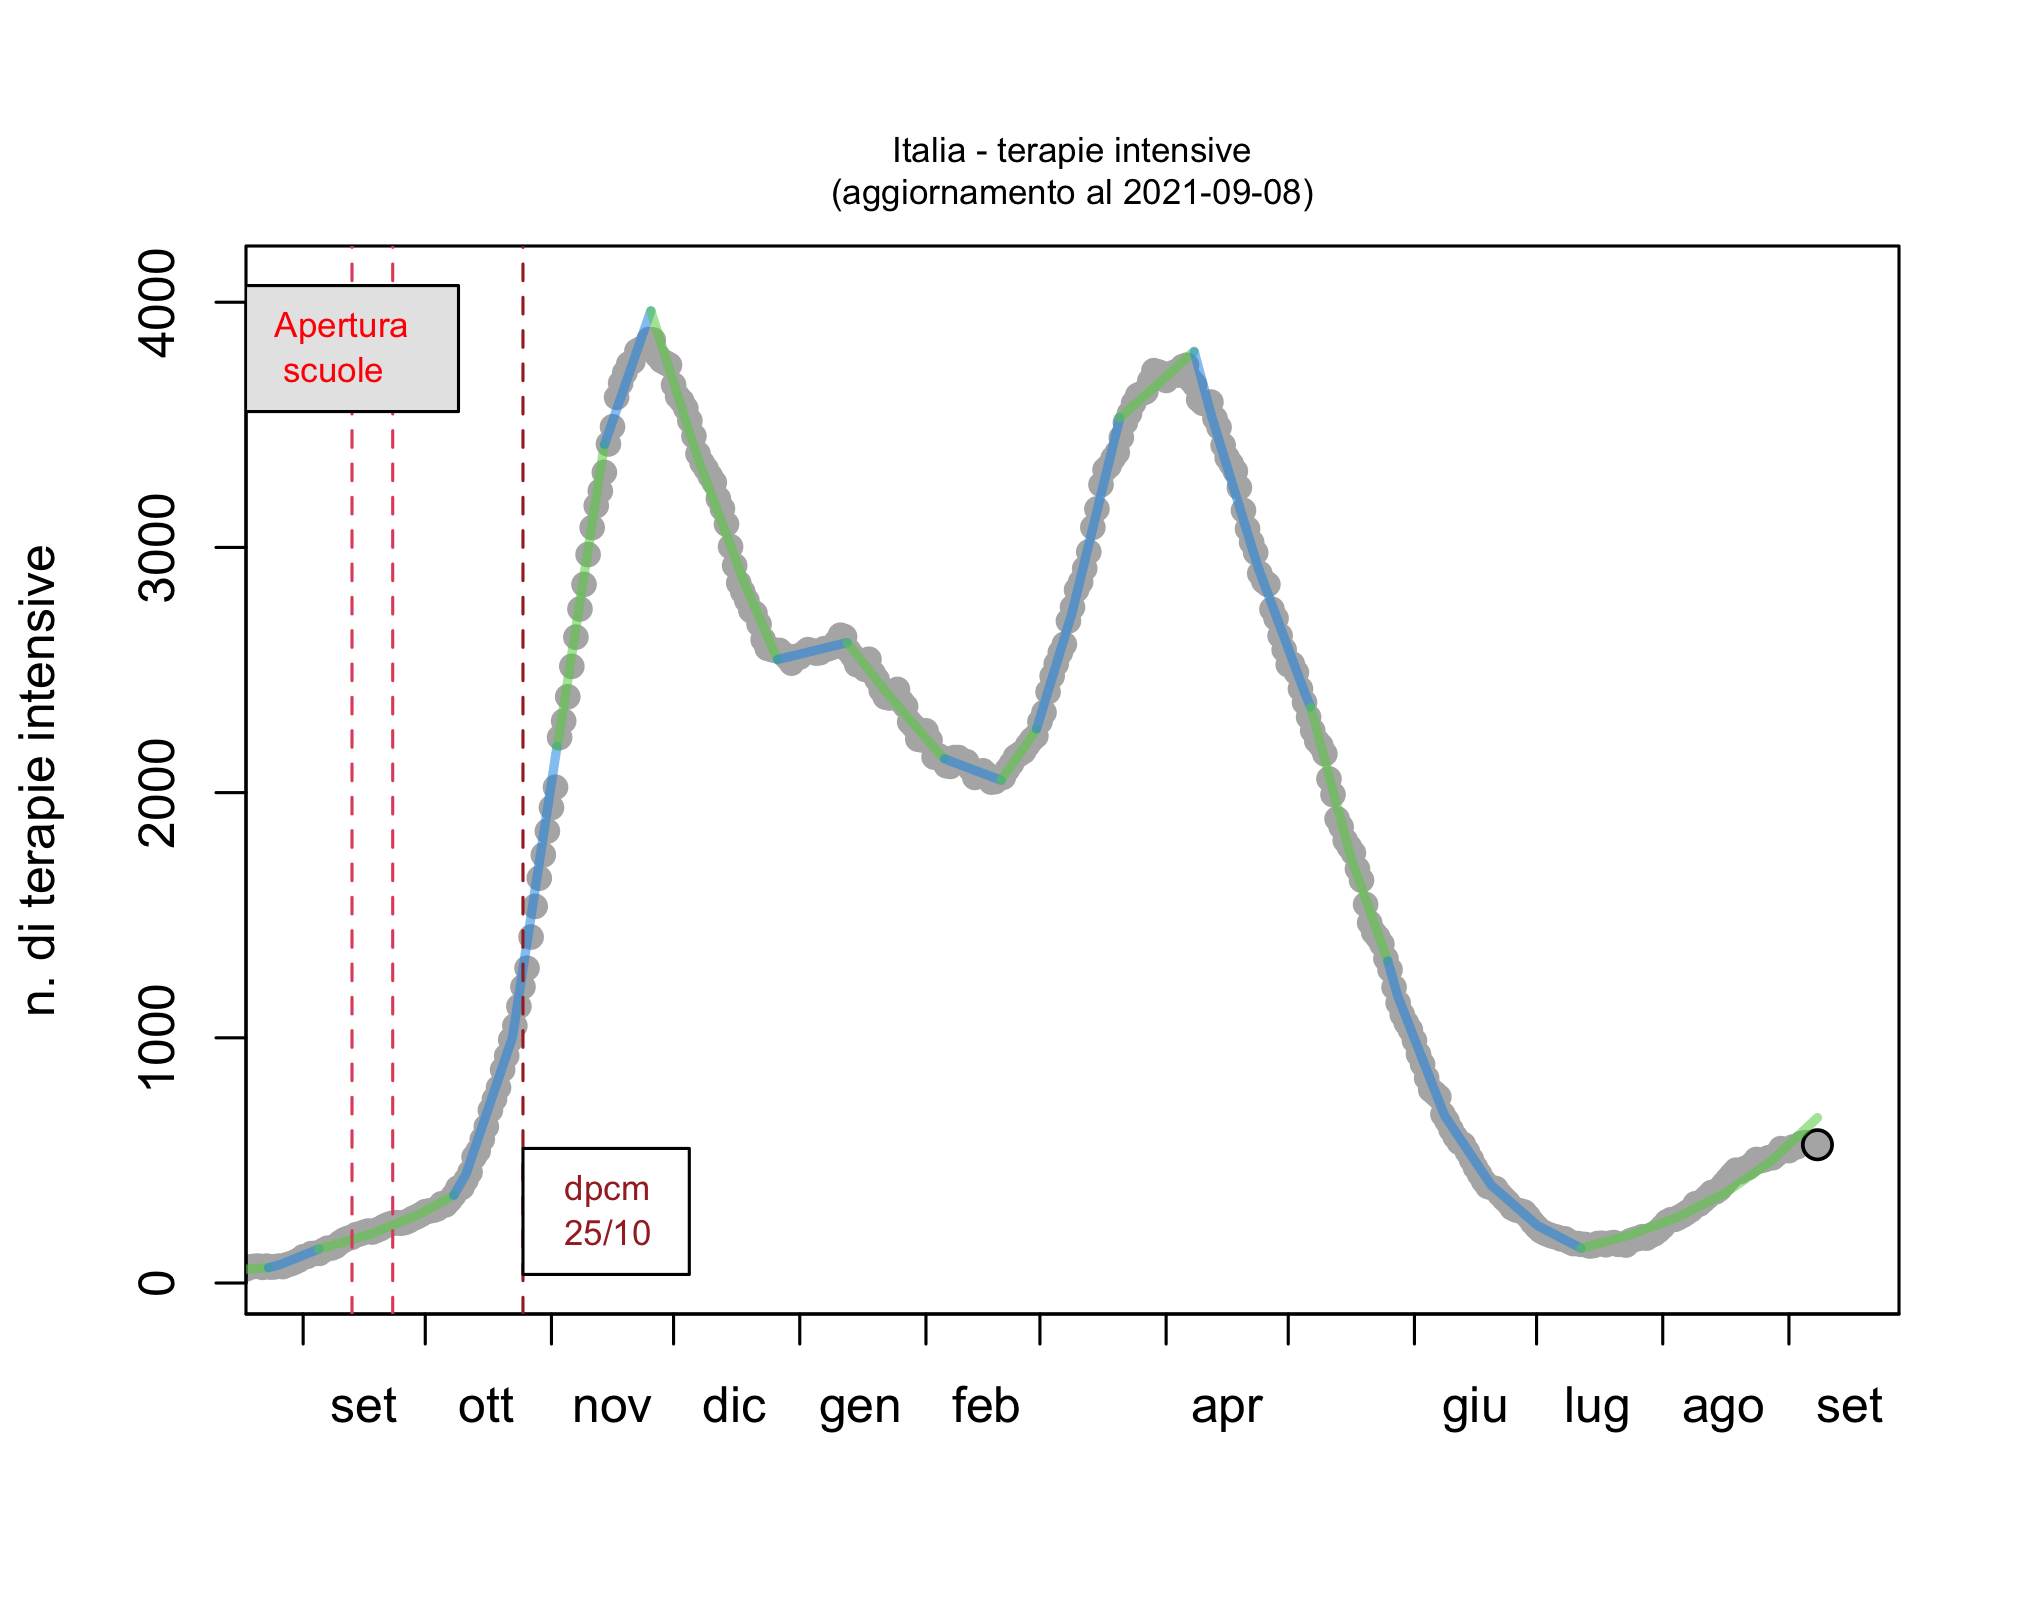 Italia - terapie intensive
(aggiornamento al 2021-09-08)
n. di terapie intensive
4000
3000
2000
1000
0
Apertura
scuole
dpcm
25/10
set ott nov dic gen feb apr giu lug ago set